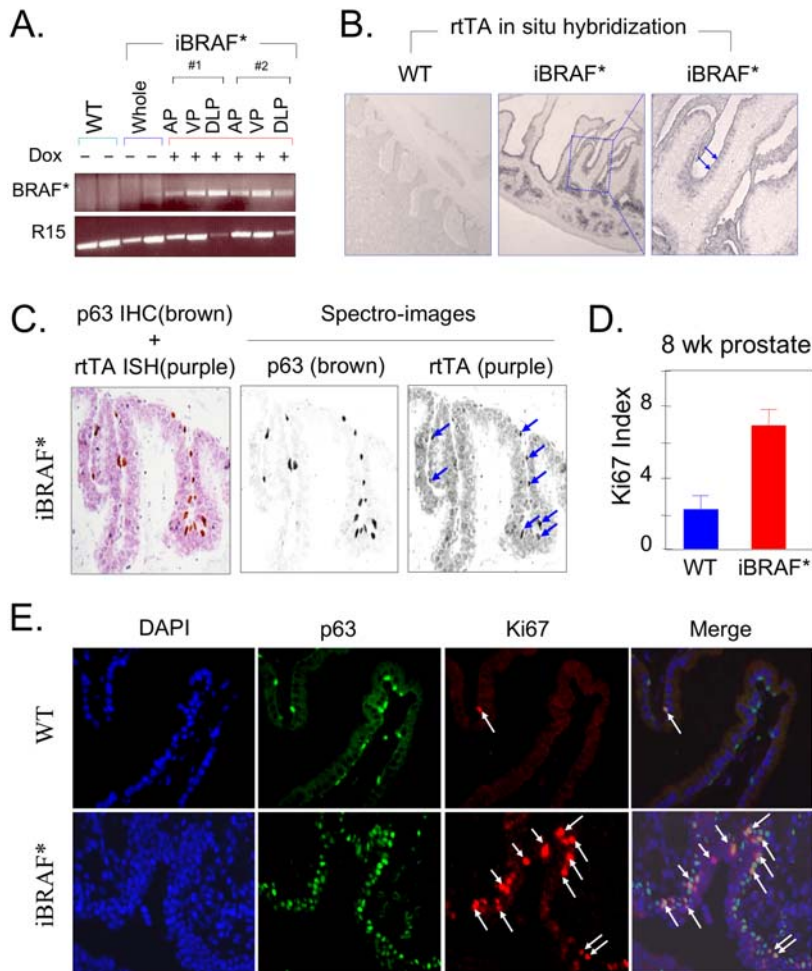 A.
iBRAF*
#1 #2
WT Whole AP VP DLP AP VP DLP
Dox – – – – + + + + + +
BRAF*
R15
B.
rtTA in situ hybridization
WT iBRAF* iBRAF*
C.
p63 IHC(brown)
+
rtTA ISH(purple)
Spectro-images
p63 (brown) rtTA (purple)
iBRAF*
D.
8 wk prostate
Ki67 Index
8
4
0
WT iBRAF*
E.
DAPI p63 Ki67 Merge
WT
iBRAF*